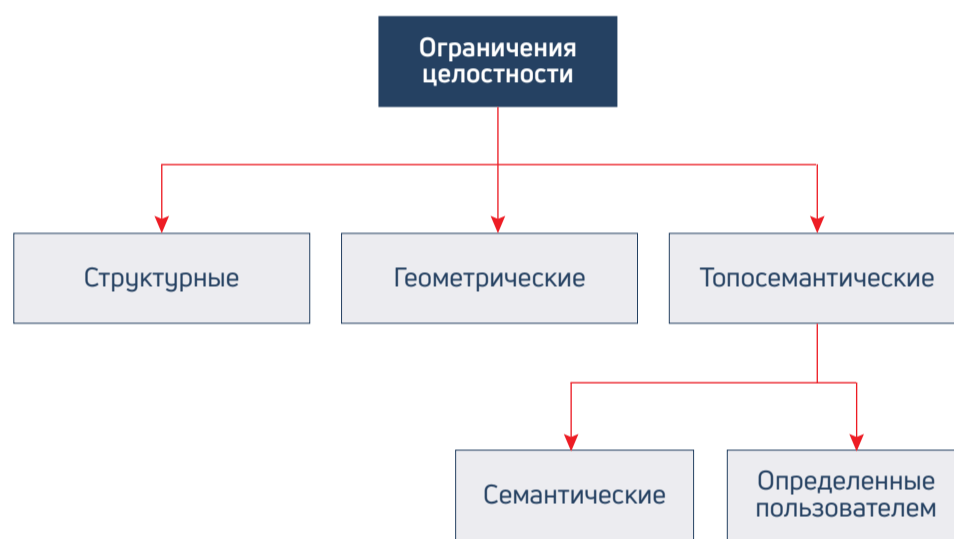 Ограничения
целостности
Структурные
Геометрические
Топосемантические
Семантические
Определенные
пользователем